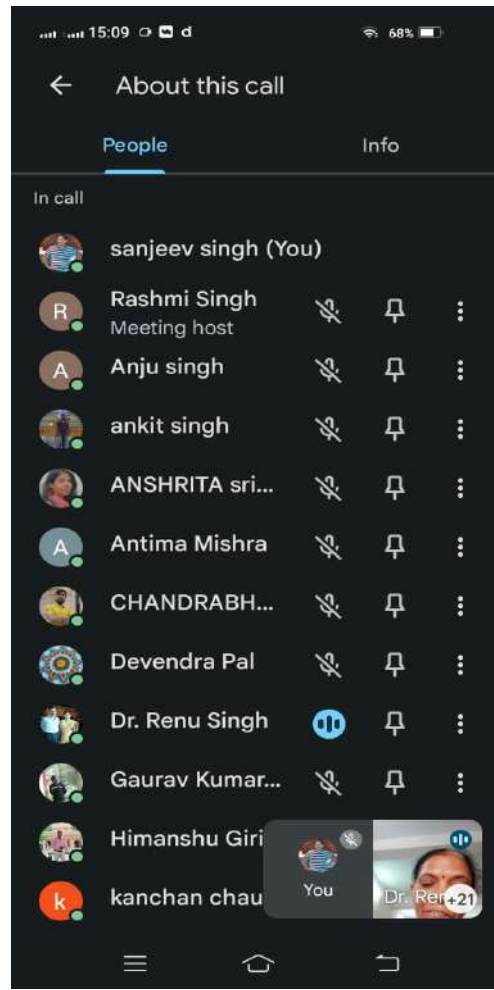 15:09 d 68%
About this call
People Info
In call
sanjeev singh (You)
R Rashmi Singh
Meeting host
A Anju singh
ankit singh
ANSHRITA sri...
A Antima Mishra
CHANDRABH...
Devendra Pal
Dr. Renu Singh
Gaurav Kumar...
Himanshu Giri
k kanchan chau
You Dr. Ren +21